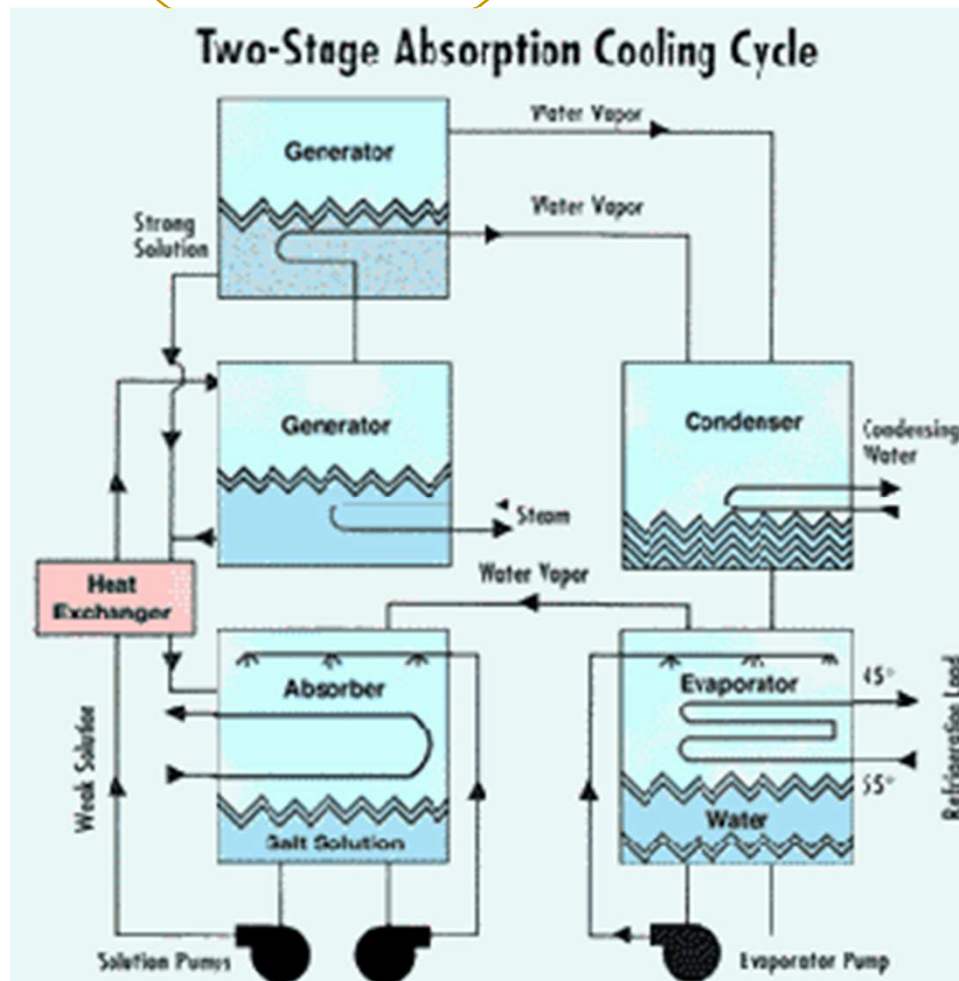 Two-Stage Absorption Cooling Cycle
Water Vapor
Generator
Water Vapor
Strong
Solution
Generator
Condenser
Condensing
Water
Steam
Heat
Exchanger
Water Vapor
Absorber
Evaporator
45°
55°
Refrigeration Load
Weak Solution
Water
Salt Solution
Solution Pumps
Evaporator Pump